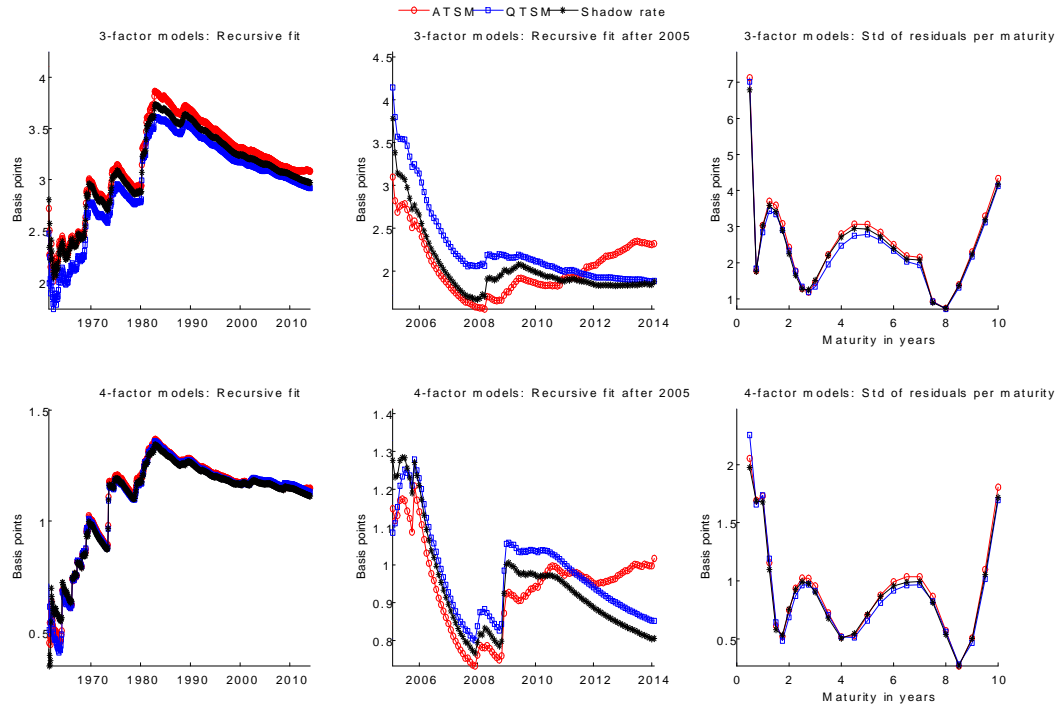 ATSM QTSM Shadow rate
3-factor models: Recursive fit
3-factor models: Recursive fit after 2005
3-factor models: Std of residuals per maturity
Basis points
4
3.5
3
2.5
2
1970 1980 1990 2000 2010
Basis points
4.5
4
3.5
3
2.5
2
2006 2008 2010 2012 2014
Basis points
7
6
5
4
3
2
1
0 2 4 6 8 10
Maturity in years
4-factor models: Recursive fit
4-factor models: Recursive fit after 2005
4-factor models: Std of residuals per maturity
Basis points
1.5
1
0.5
1970 1980 1990 2000 2010
Basis points
1.4
1.3
1.2
1.1
1
0.9
0.8
2006 2008 2010 2012 2014
Basis points
2
1.5
1
0.5
0 2 4 6 8 10
Maturity in years